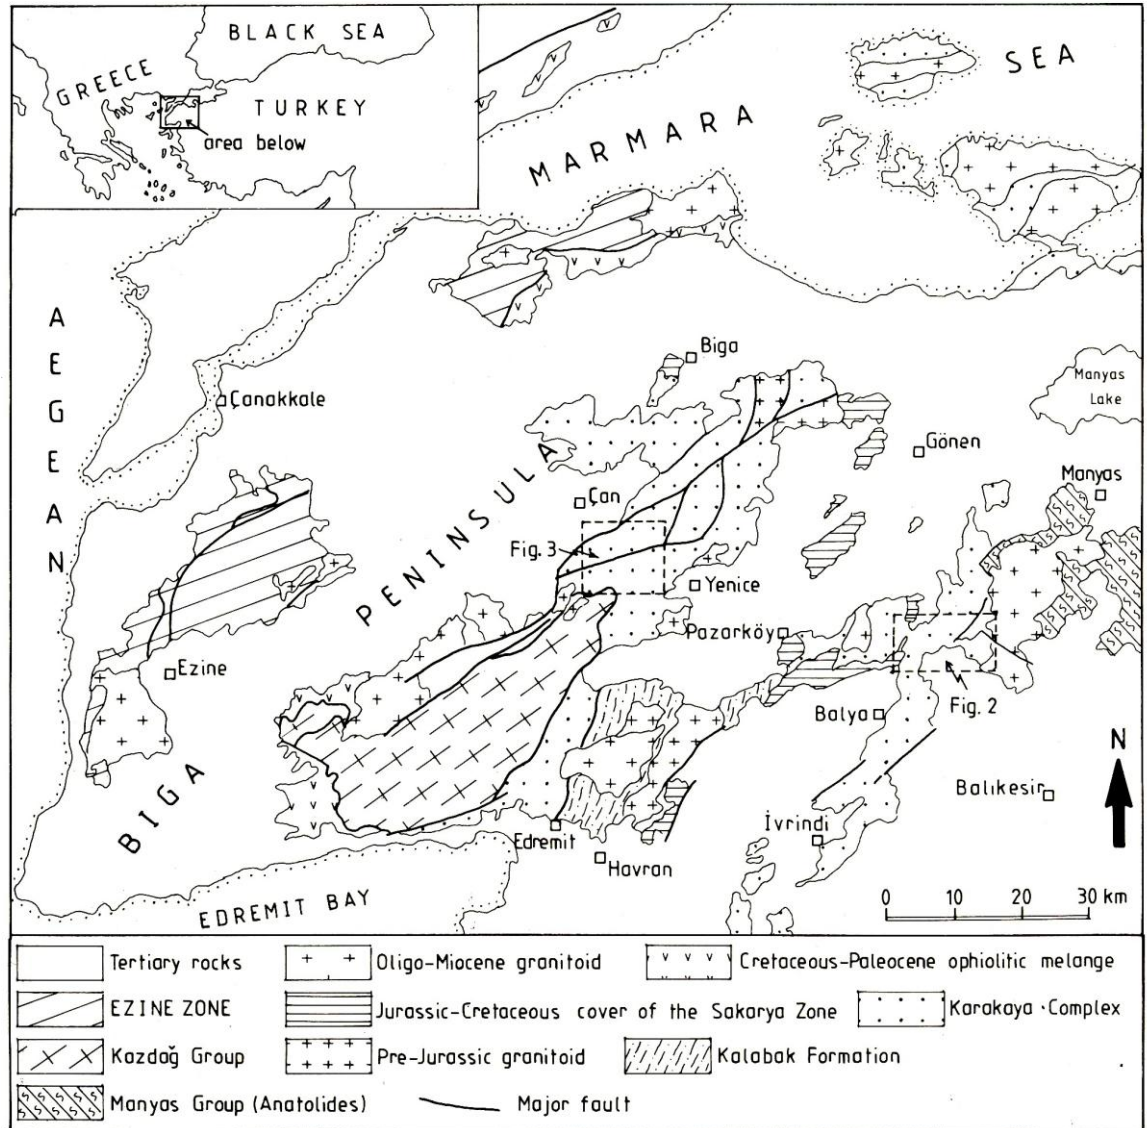 BLACK SEA
GREECE
TURKEY
area below
SEA
MARMARA
AEGEAN
Biga
Manyas
Lake
Çanakkale
Gönen
Manyas
PENINSULA
Çan
Fig. 3
Yenice
Pazarköy
Ezine
Balya
Fig. 2
N
BIGA
Balıkesir
İvrindi
Edremit
Havran
EDREMIT BAY
0 10 20 30 km
Tertiary rocks
Oligo-Miocene granitoid
Cretaceous-Paleocene ophiolitic melange
EZINE ZONE
Jurassic-Cretaceous cover of the Sakarya Zone
Karakaya Complex
Kazdağ Group
Pre-Jurassic granitoid
Kalabak Formation
Manyas Group (Anatolides)
Major fault